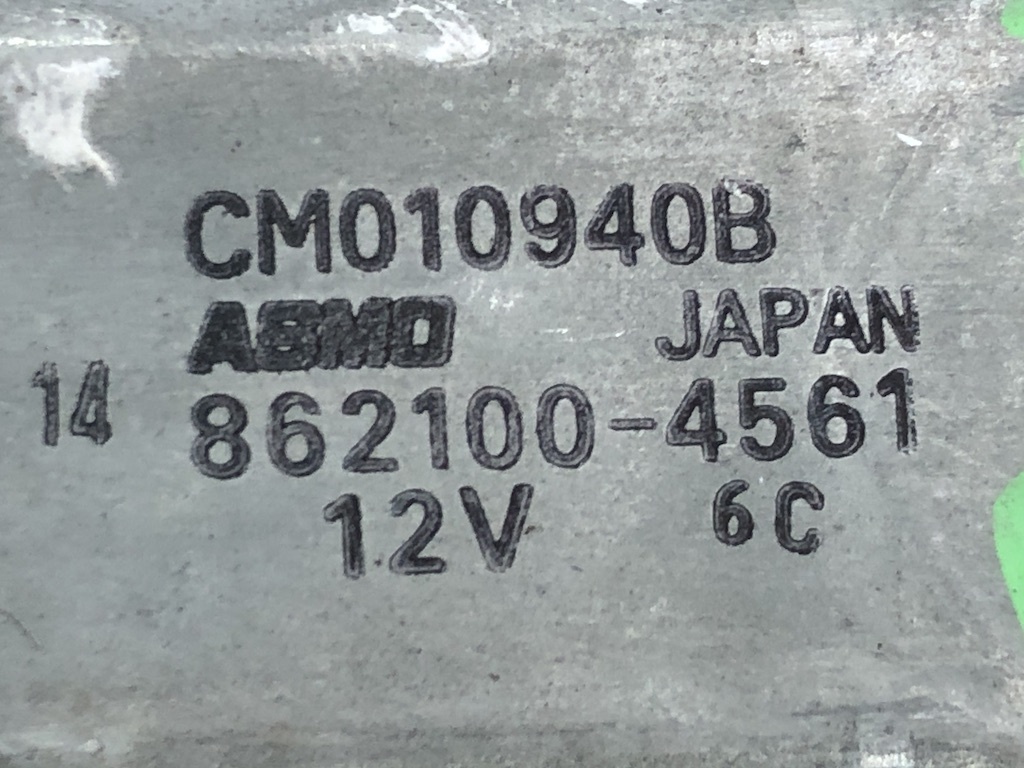 CM010940B
ASMO JAPAN
14 862100-4561
12V 6C